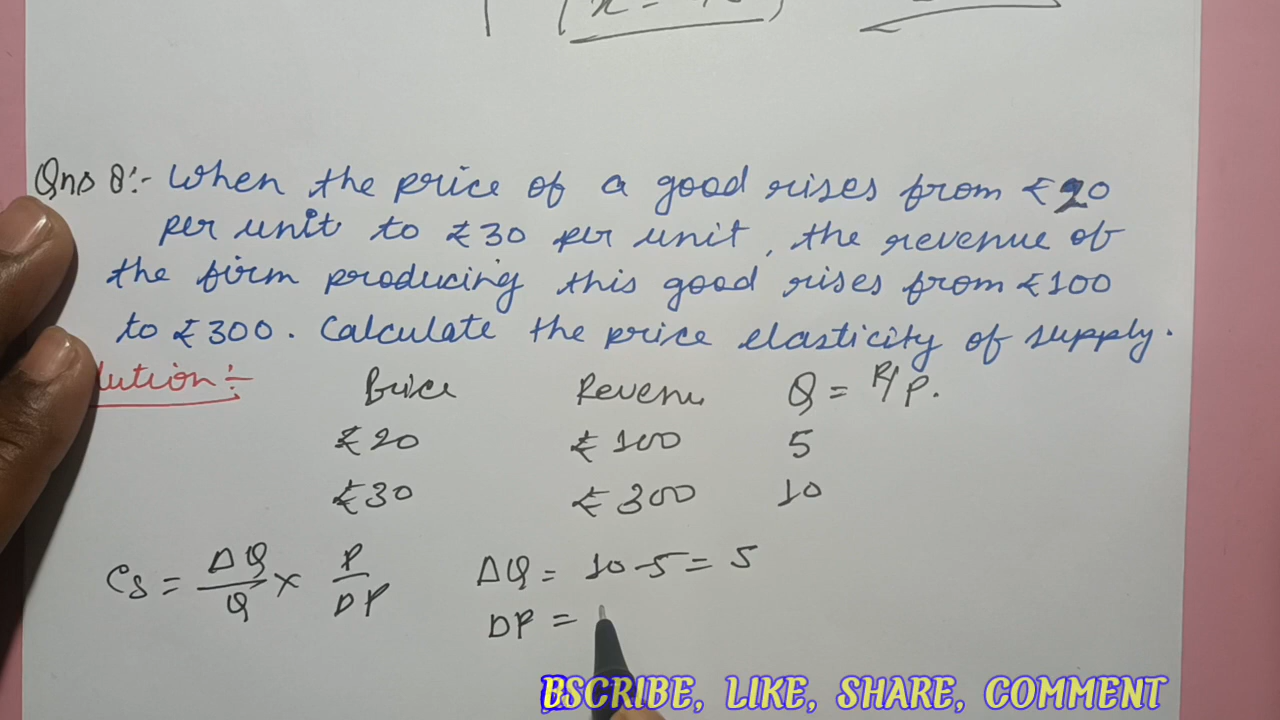 Qns 8:- When the price of a good rises from ₹20
per unit to ₹30 per unit, the revenue of
the firm producing this good rises from ₹100
to ₹300. Calculate the price elasticity of supply.
lution:- Price Revenue Q = R/P.
₹20 ₹100 5
₹30 ₹300 10
es = ΔQ/Q × P/ΔP ΔQ = 10-5 = 5
ΔP =
BSCRIBE, LIKE, SHARE, COMMENT